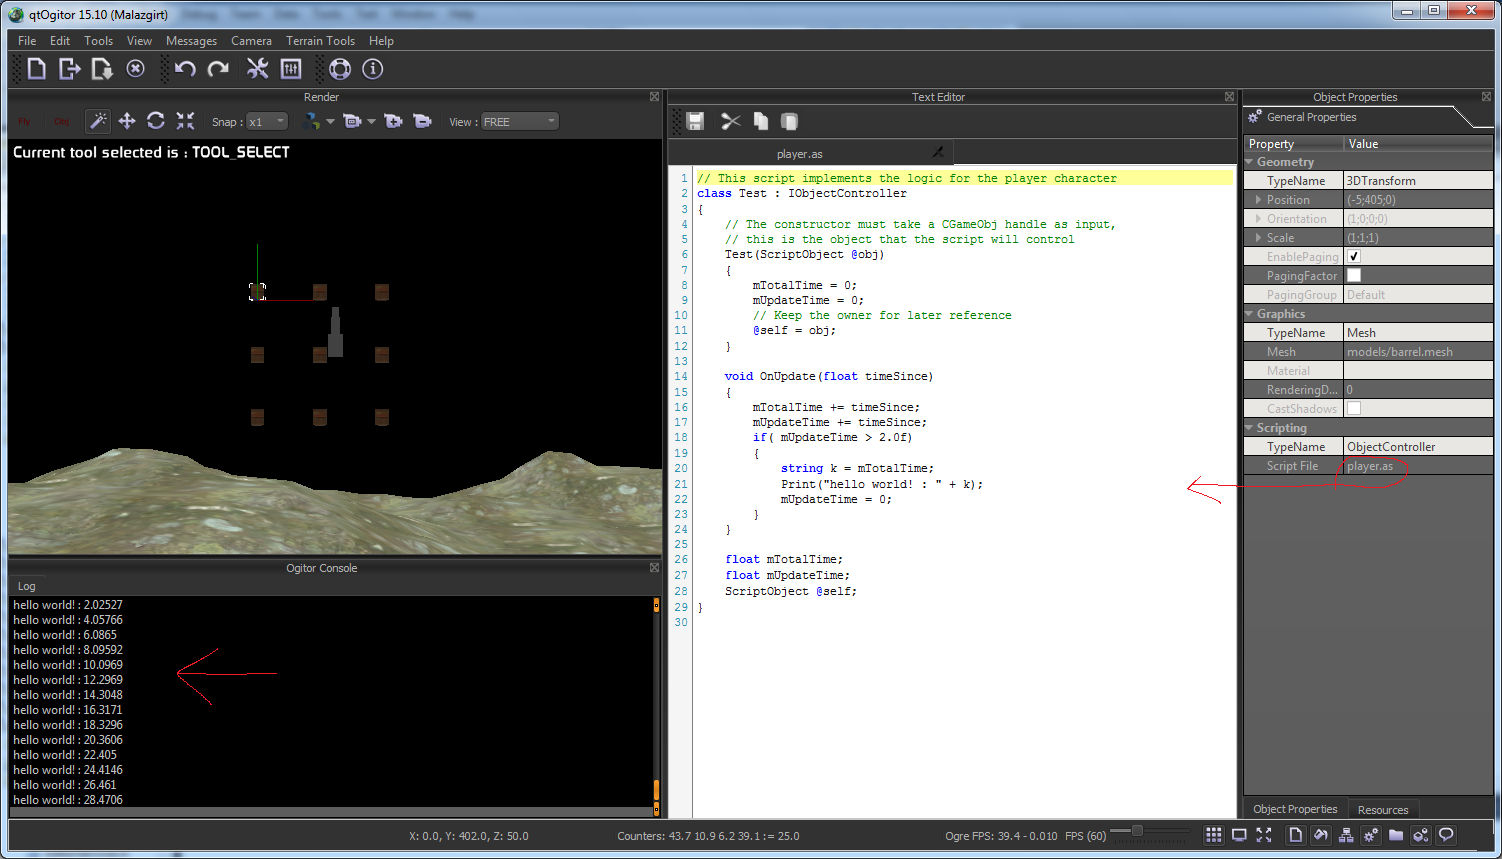 qtOgitor 15.10 (Malazgirt)
File Edit Tools View Messages Camera Terrain Tools Help
Render
Fly Obj Snap : x1 View : FREE
Current tool selected is : TOOL_SELECT
Ogitor Console
Log
hello world! : 2.02527
hello world! : 4.05766
hello world! : 6.0865
hello world! : 8.09592
hello world! : 10.0969
hello world! : 12.2969
hello world! : 14.3048
hello world! : 16.3171
hello world! : 18.3296
hello world! : 20.3606
hello world! : 22.405
hello world! : 24.4146
hello world! : 26.461
hello world! : 28.4706
Text Editor
player.as
1 // This script implements the logic for the player character
2 class Test : IObjectController
3 {
4 // The constructor must take a CGameObj handle as input,
5 // this is the object that the script will control
6 Test(ScriptObject @obj)
7 {
8 mTotalTime = 0;
9 mUpdateTime = 0;
10 // Keep the owner for later reference
11 @self = obj;
12 }
13
14 void OnUpdate(float timeSince)
15 {
16 mTotalTime += timeSince;
17 mUpdateTime += timeSince;
18 if( mUpdateTime > 2.0f)
19 {
20 string k = mTotalTime;
21 Print("hello world! : " + k);
22 mUpdateTime = 0;
23 }
24 }
25
26 float mTotalTime;
27 float mUpdateTime;
28 ScriptObject @self;
29 }
30
Object Properties
General Properties
Property Value
Geometry
TypeName 3DTransform
Position (-5;405;0)
Orientation (1;0;0;0)
Scale (1;1;1)
EnablePaging
PagingFactor
PagingGroup Default
Graphics
TypeName Mesh
Mesh models/barrel.mesh
Material
RenderingD... 0
CastShadows
Scripting
TypeName ObjectController
Script File player.as
Object Properties Resources
X: 0.0, Y: 402.0, Z: 50.0 Counters: 43.7 10.9 6.2 39.1 := 25.0 Ogre FPS: 39.4 - 0.010 FPS (60)